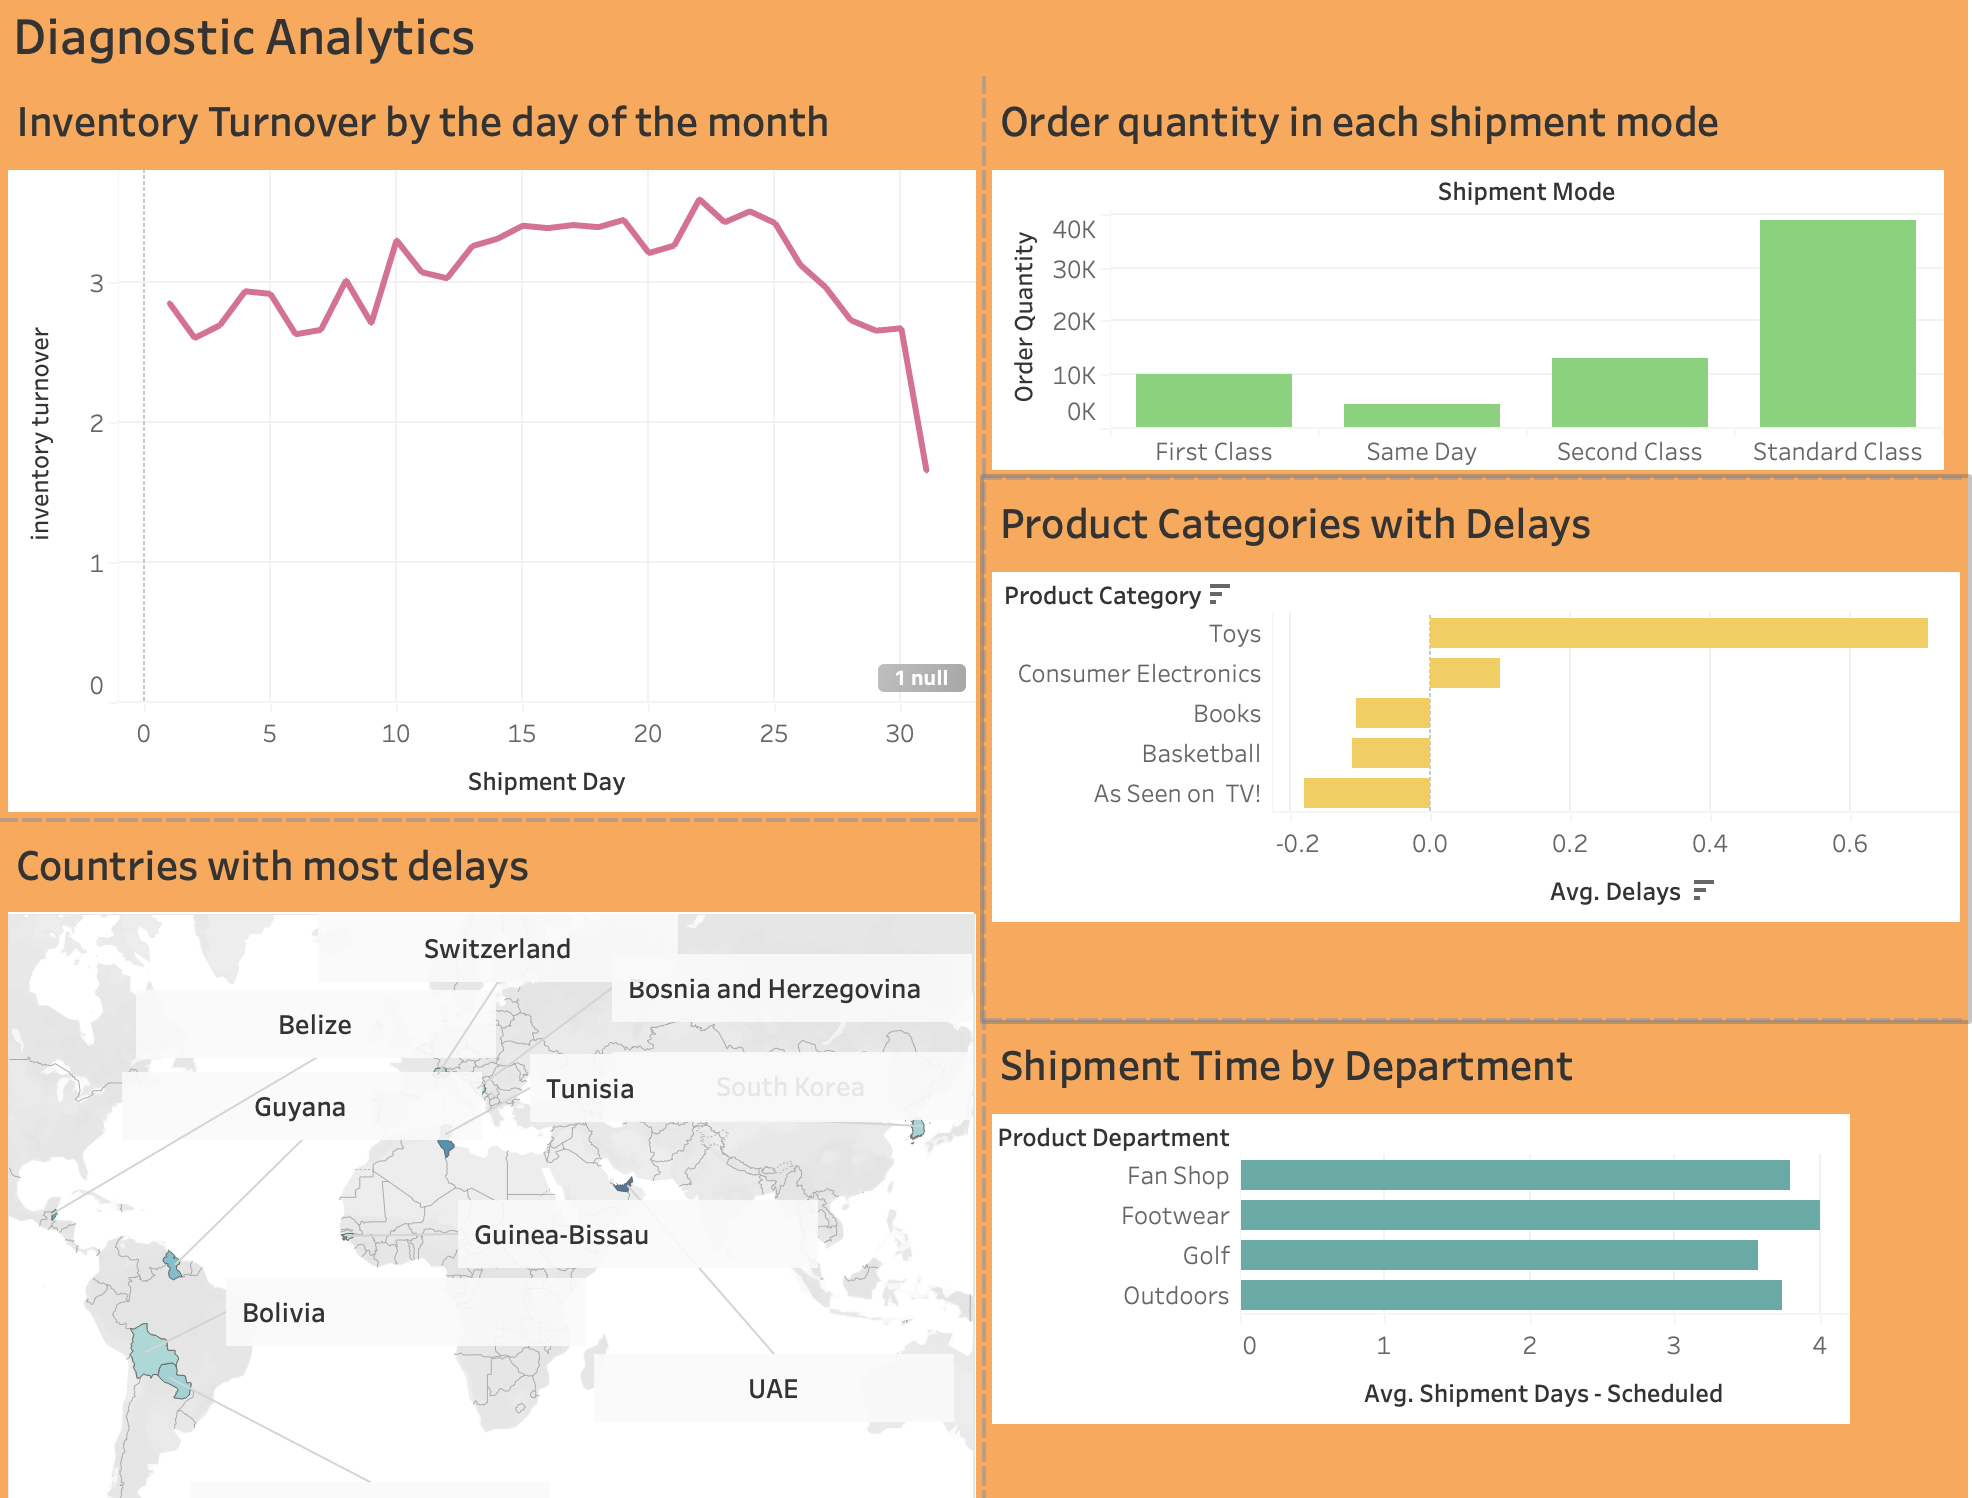 Diagnostic Analytics
Inventory Turnover by the day of the month
inventory turnover
3
2
1
0
1 null
0 5 10 15 20 25 30
Shipment Day
Order quantity in each shipment mode
Shipment Mode
Order Quantity
40K
30K
20K
10K
0K
First Class Same Day Second Class Standard Class
Product Categories with Delays
Product Category
Toys
Consumer Electronics
Books
Basketball
As Seen on TV!
-0.2 0.0 0.2 0.4 0.6
Avg. Delays
Countries with most delays
Switzerland
Bosnia and Herzegovina
Belize
Tunisia
South Korea
Guyana
Guinea-Bissau
Bolivia
UAE
Shipment Time by Department
Product Department
Fan Shop
Footwear
Golf
Outdoors
0 1 2 3 4
Avg. Shipment Days - Scheduled